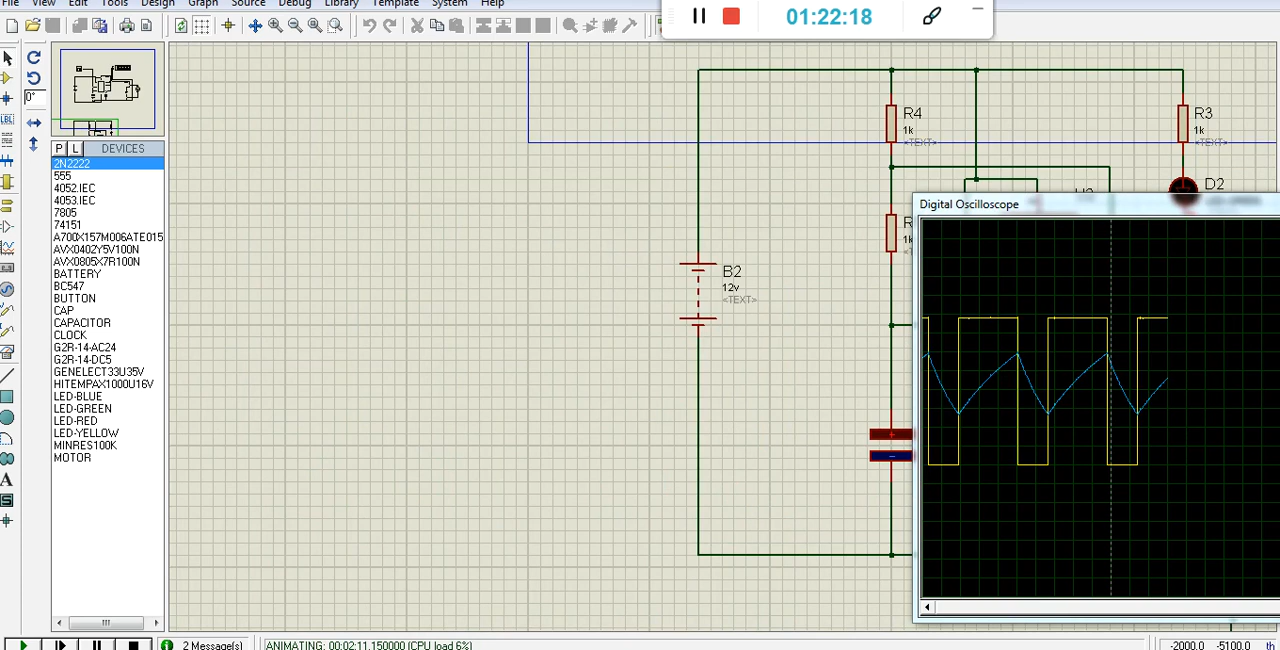 File View Edit Tools Design Graph Source Debug Library Template System Help
01:22:18
0°
LBL
P L DEVICES
2N2222
555
4052.IEC
4053.IEC
7805
74151
A700X157M006ATE015
AVX0402Y5V100N
AVX0805X7R100N
BATTERY
BC547
BUTTON
CAP
CAPACITOR
CLOCK
G2R-14-AC24
G2R-14-DC5
GENELECT33U35V
HITEMPAX1000U16V
LED-BLUE
LED-GREEN
LED-RED
LED-YELLOW
MINRES100K
MOTOR
A
S
R4
1k
<TEXT>
R3
1k
<TEXT>
D2
B2
12v
<TEXT>
Digital Oscilloscope
2 Message(s)
ANIMATING: 00:02:11.150000 (CPU load 6%)
-2000.0 -5100.0 th